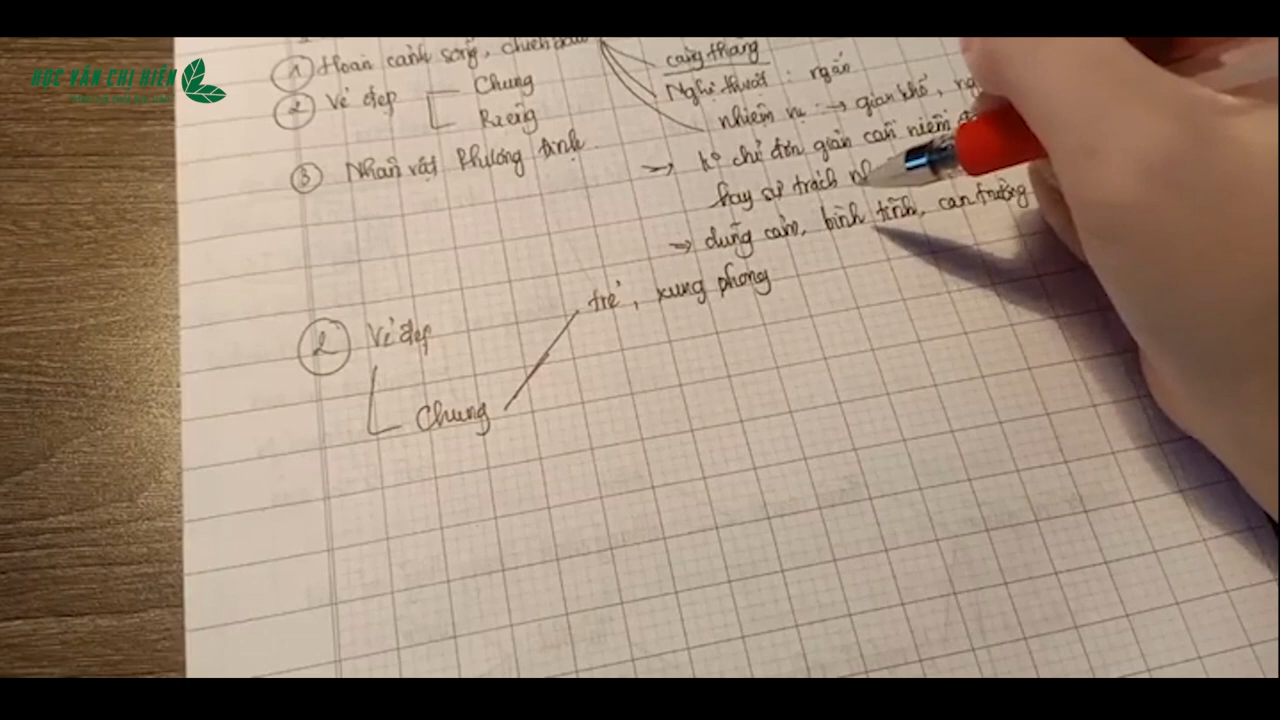 HỌC VĂN CHỊ HIÊN
① Hoàn cảnh sống, chiến đấu
căng thẳng
② Vẻ đẹp
Chung
Riêng
Nghệ thuật : ngắn
nhiệm vụ : → gian khổ,
③ Nhân vật Phương Định
→ ko chỉ đơn giản cần niềm
hay sự trách
→ dũng cảm, bình tĩnh, can trường
② Vẻ đẹp
trẻ, xung phong
Chung